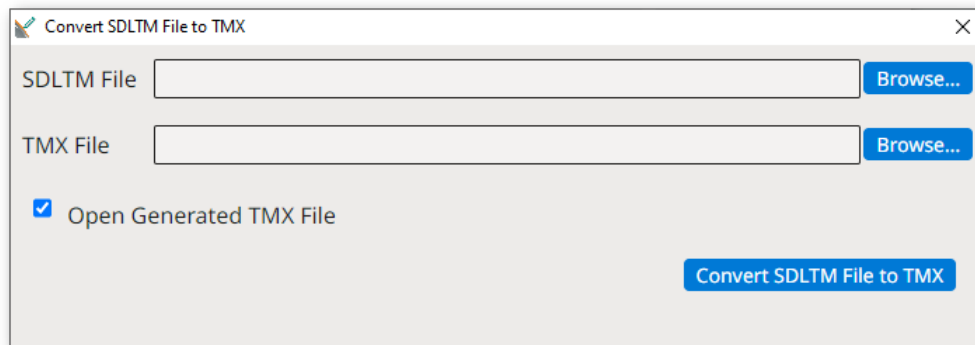 Convert SDLTM File to TMX
SDLTM File Browse...
TMX File Browse...
Open Generated TMX File
Convert SDLTM File to TMX